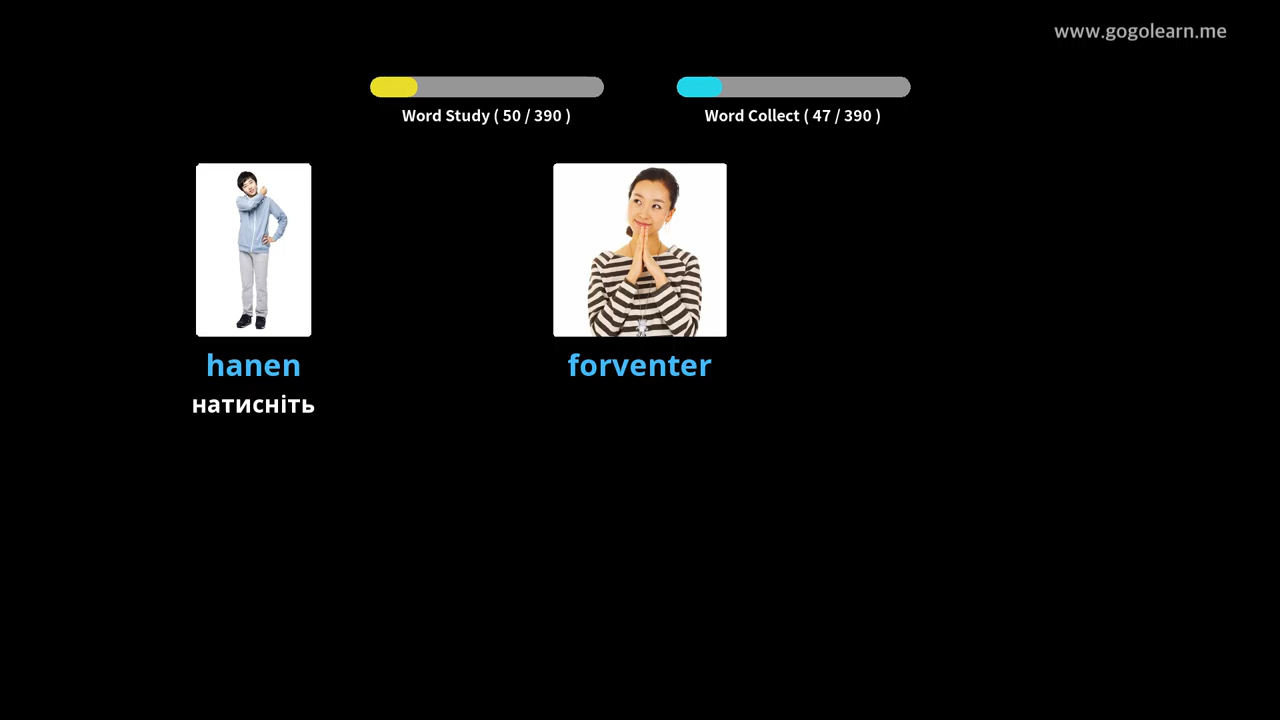 www.gogolearn.me
Word Study ( 50 / 390 )
Word Collect ( 47 / 390 )
hanen
forventer
натисніть